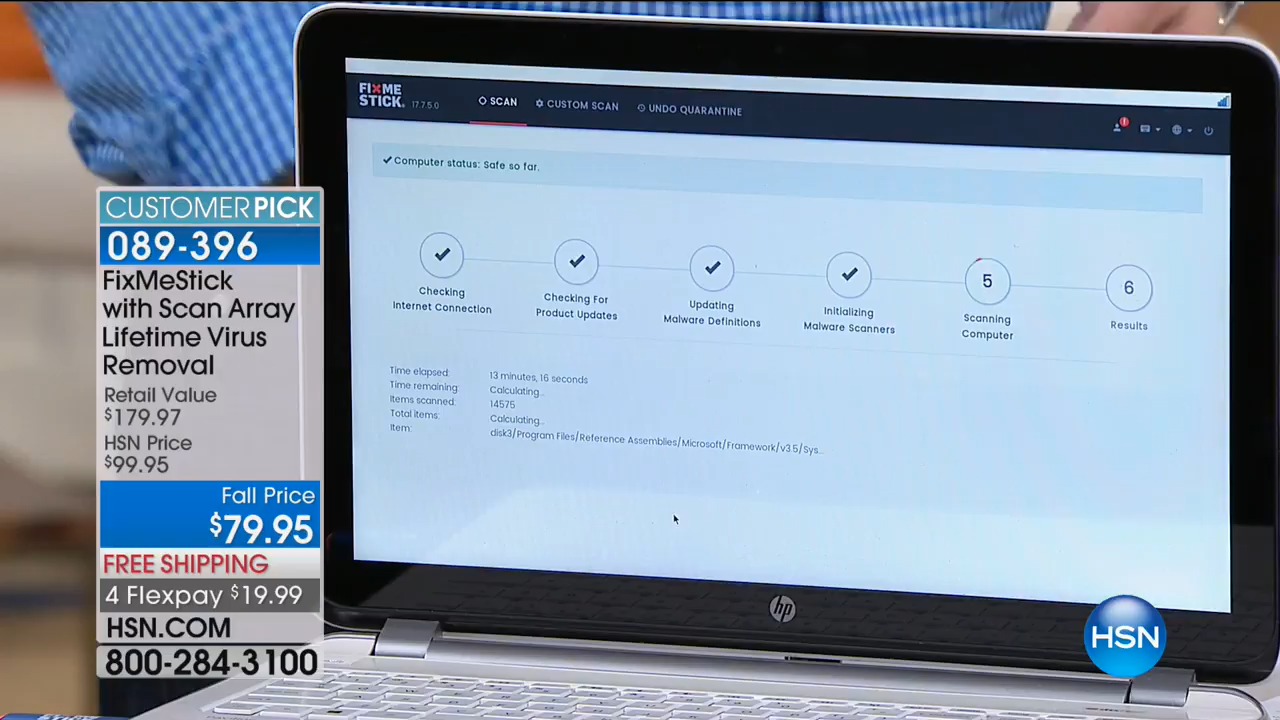 CUSTOMERPICK
089-396
FixMeStick
with Scan Array
Lifetime Virus
Removal
Retail Value
$179.97
HSN Price
$99.95
Fall Price
$79.95
FREE SHIPPING
4 Flexpay $19.99
HSN.COM
800-284-3100
FIXME
STICK. 17.7.5.0
SCAN
CUSTOM SCAN
UNDO QUARANTINE
Computer status: Safe so far.
Checking
Internet Connection
Checking For
Product Updates
Updating
Malware Definitions
Initializing
Malware Scanners
5
Scanning
Computer
6
Results
Time elapsed: 13 minutes, 16 seconds
Time remaining: Calculating...
Items scanned: 14575
Total items: Calculating...
Item: disk3/Program Files/Reference Assemblies/Microsoft/Framework/v3.5/Sys...
hp
HSN